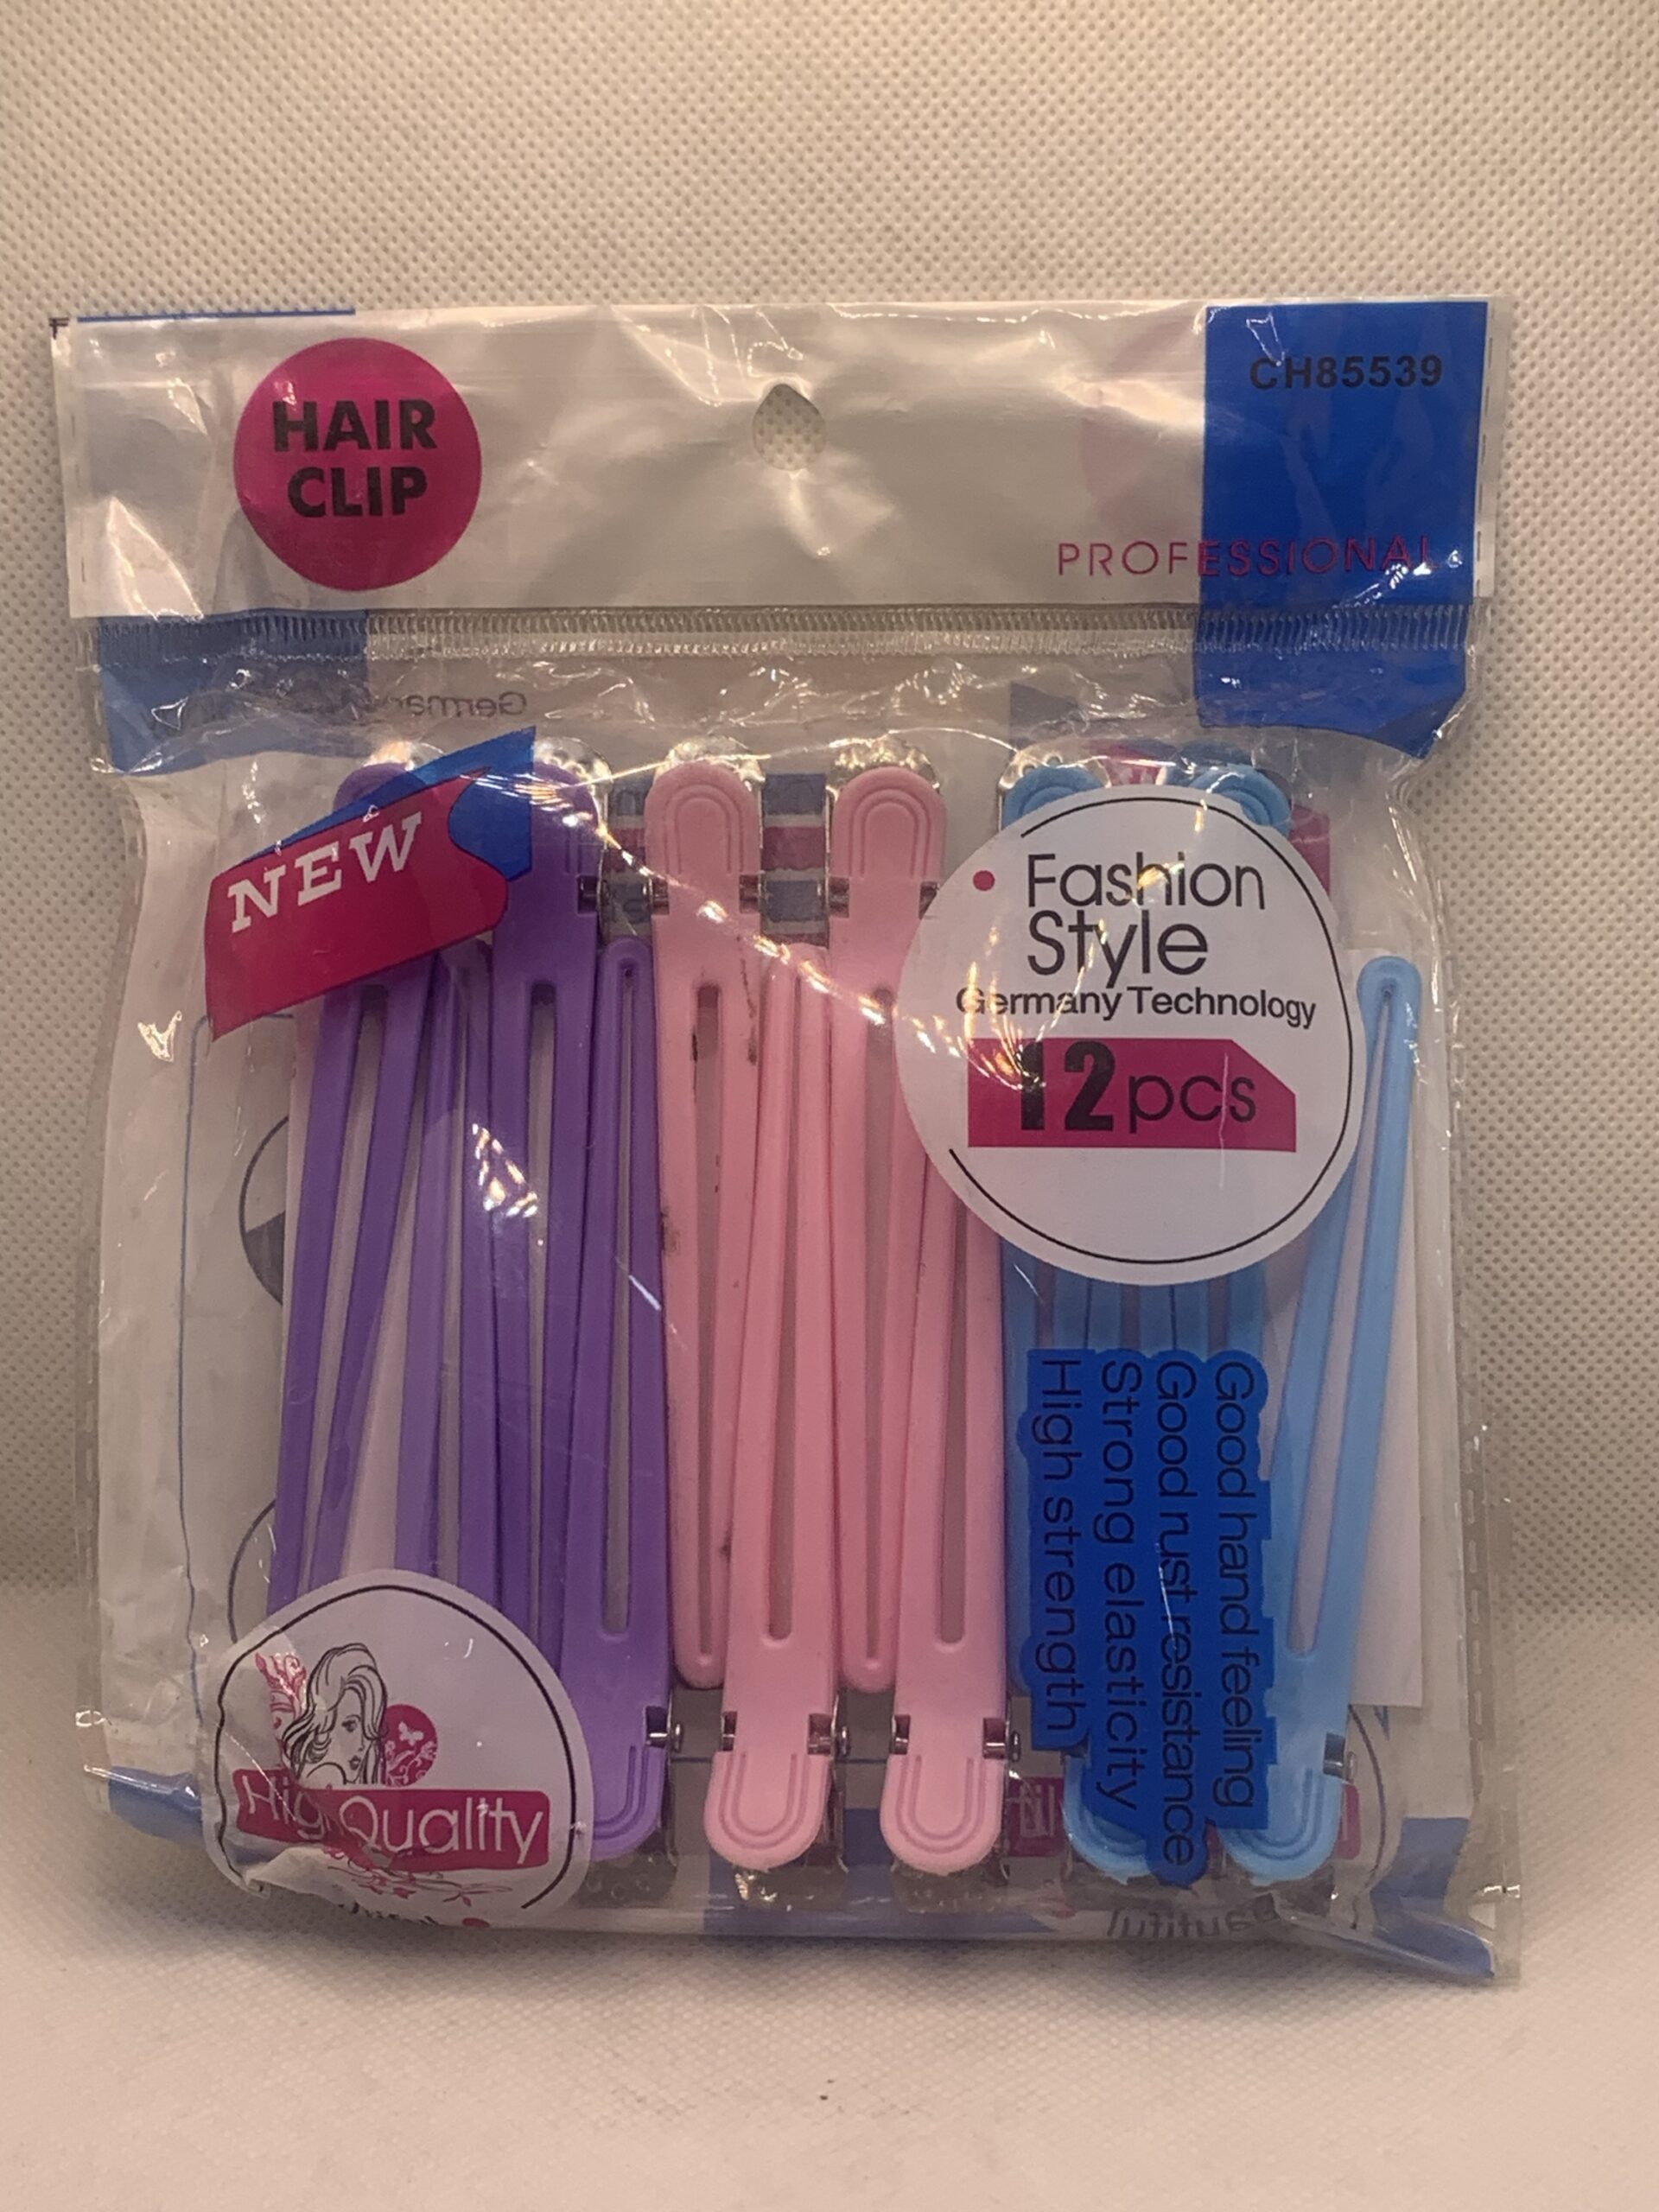 HAIR
CLIP
CH85539
PROFESSIONAL
NEW
Fashion
Style
Germany Technology
12pcs
Good hand feeling
Good rust resistance
Strong elasticity
High strength
High Quality